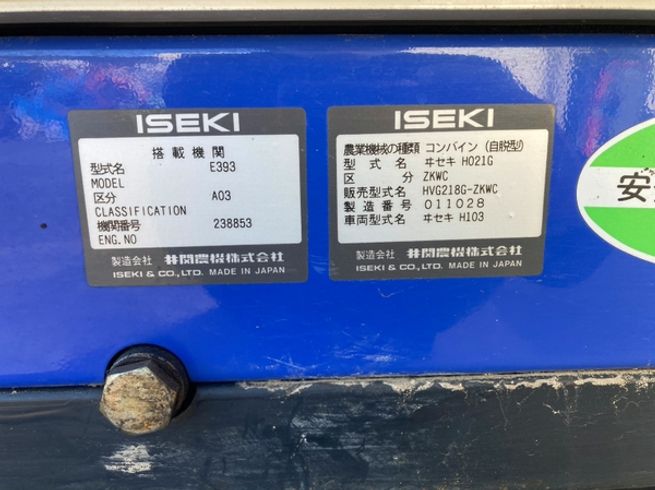 ISEKI
搭載機関
型式名 E393
MODEL
区分 A03
CLASSIFICATION
機関番号 238853
ENG.NO
製造会社 井関農機株式会社
ISEKI & CO., LTD. MADE IN JAPAN
ISEKI
農業機械の種類 コンバイン (自脱型)
型式名 ヰセキ HO21G
区分 ZKWC
販売型式名 HVG218G-ZKWC
製造番号 011028
車両型式名 ヰセキ H103
製造会社 井関農機株式会社
ISEKI & CO., LTD. MADE IN JAPAN
安